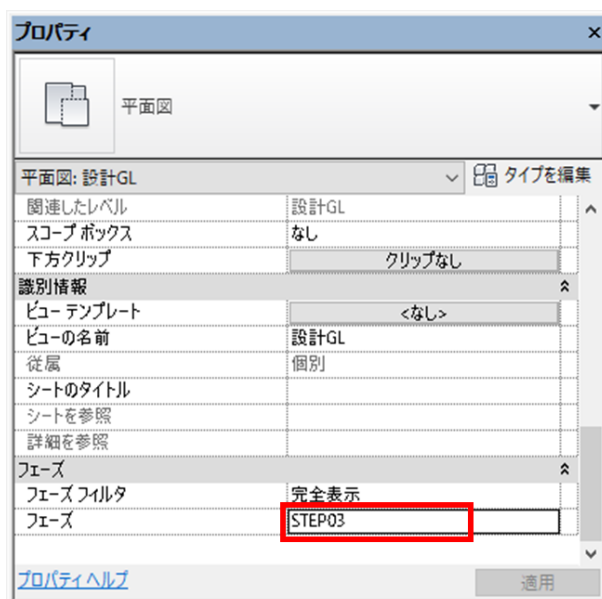 プロパティ
平面図
平面図: 設計GL
タイプを編集
関連したレベル 設計GL
スコープ ボックス なし
下方クリップ クリップなし
識別情報
ビュー テンプレート <なし>
ビューの名前 設計GL
従属 個別
シートのタイトル
シートを参照
詳細を参照
フェーズ
フェーズ フィルタ 完全表示
フェーズ STEP03
プロパティ ヘルプ 適用